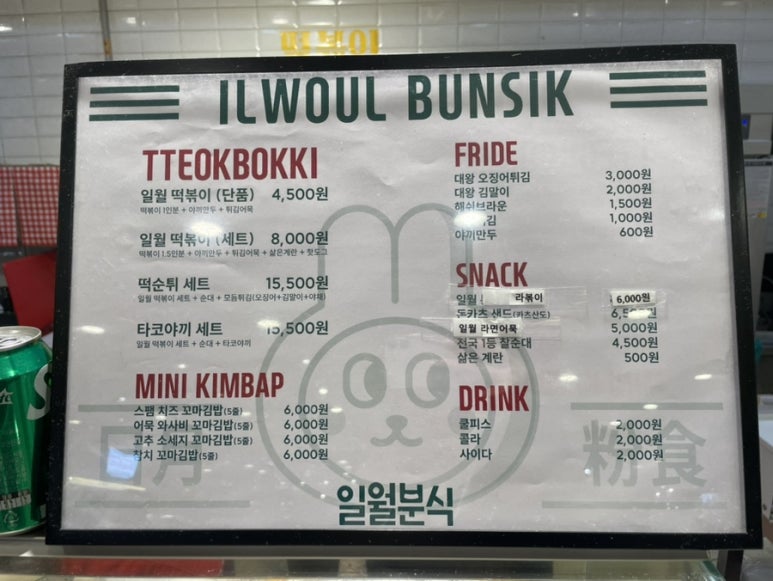 떡볶이
ILWOUL BUNSIK
TTEOKBOKKI
일월 떡볶이 (단품) 4,500원
떡볶이 1인분 + 야끼만두 + 튀김어묵
일월 떡볶이 (세트) 8,000원
떡볶이 1.5인분 + 야끼만두 + 튀김어묵 + 삶은계란 + 핫도그
떡순튀 세트 15,500원
일월 떡볶이 세트 + 순대 + 모듬튀김(오징어+김말이+야채)
타코야끼 세트 15,500원
일월 떡볶이 세트 + 순대 + 타코야끼
MINI KIMBAP
스팸 치즈 꼬마김밥(5줄) 6,000원
어묵 와사비 꼬마김밥(5줄) 6,000원
고추 소세지 꼬마김밥(5줄) 6,000원
참치 꼬마김밥(5줄) 6,000원
FRIDE
대왕 오징어튀김 3,000원
대왕 김말이 2,000원
해쉬브라운 1,500원
1,000원
야끼만두 600원
SNACK
일월 라볶이 6,000원
돈카츠 샌드(카츠산도)
일월 라면어묵 5,000원
전국 1등 찰순대 4,500원
삶은 계란 500원
DRINK
쿨피스 2,000원
콜라 2,000원
사이다 2,000원
粉食
일월분식